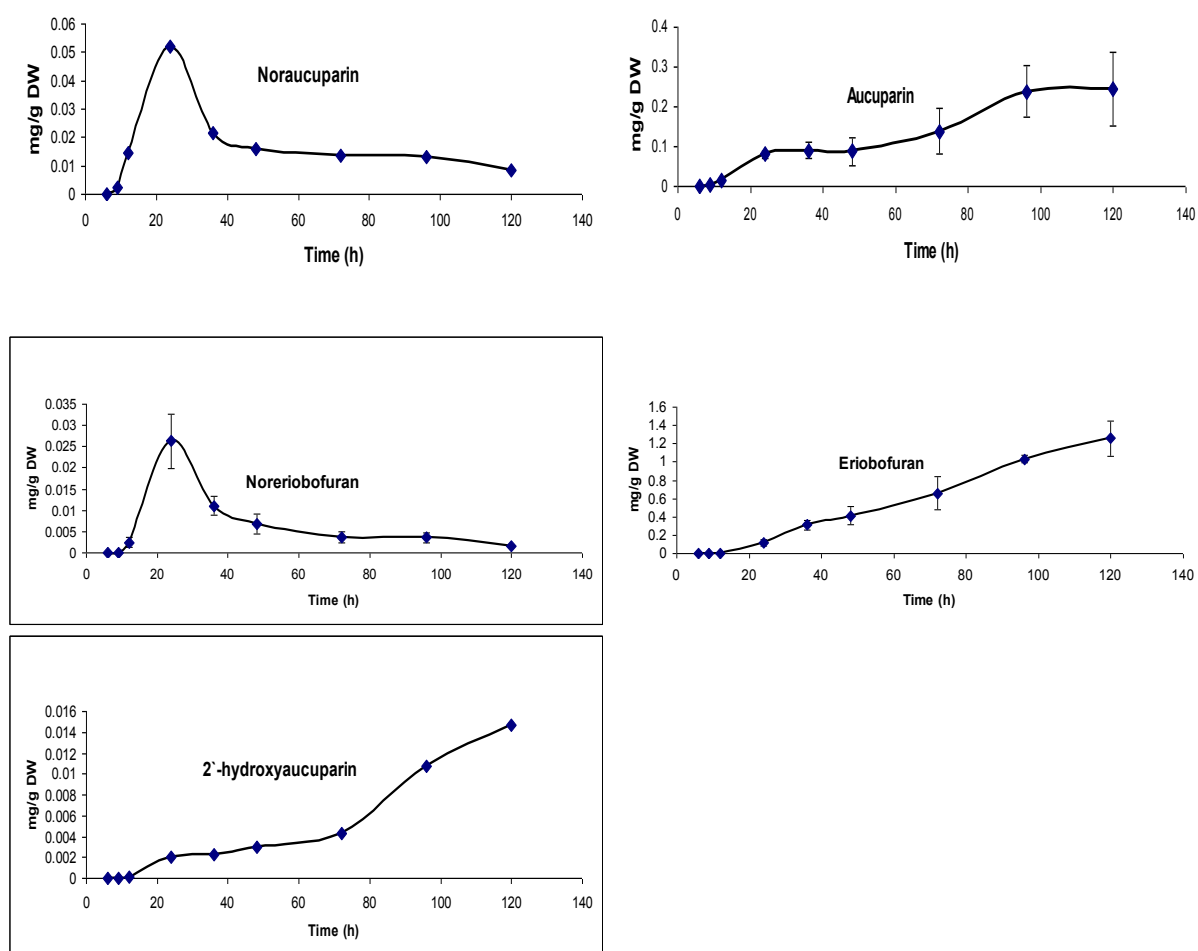 0.06
0.05
0.04
0.03
0.02
0.01
0
mg/g DW
Noraucuparin
0 20 40 60 80 100 120 140
Time (h)
0.4
0.3
0.2
0.1
0
mg/g DW
Aucuparin
0 20 40 60 80 100 120 140
Time (h)
0.035
0.03
0.025
0.02
0.015
0.01
0.005
0
mg/g DW
Noreriobofuran
0 20 40 60 80 100 120 140
Time (h)
1.6
1.4
1.2
1
0.8
0.6
0.4
0.2
0
mg/g DW
Eriobofuran
0 20 40 60 80 100 120 140
Time (h)
0.016
0.014
0.012
0.01
0.008
0.006
0.004
0.002
0
mg/g DW
2`-hydroxyaucuparin
0 20 40 60 80 100 120 140
Time (h)